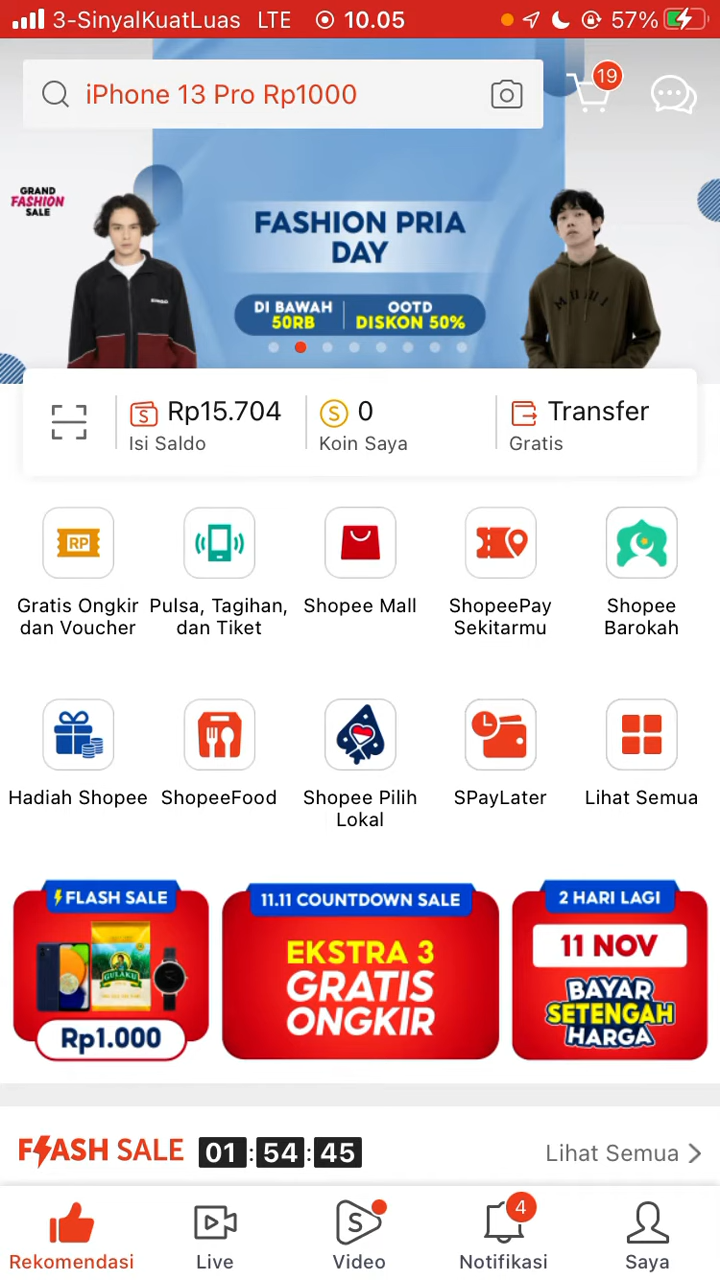 3-SinyalKuatLuas LTE 10.05 57%
iPhone 13 Pro Rp1000
19
GRAND
FASHION
SALE
FASHION PRIA
DAY
DI BAWAH
50RB
OOTD
DISKON 50%
Rp15.704
Isi Saldo
0
Koin Saya
Transfer
Gratis
RP
Gratis Ongkir
dan Voucher
Pulsa, Tagihan,
dan Tiket
Shopee Mall
ShopeePay
Sekitarmu
Shopee
Barokah
Hadiah Shopee
ShopeeFood
Shopee Pilih
Lokal
SPayLater
Lihat Semua
FLASH SALE
GULAKU
Rp1.000
11.11 COUNTDOWN SALE
EKSTRA 3
GRATIS
ONGKIR
2 HARI LAGI
11 NOV
BAYAR
SETENGAH
HARGA
FLASH SALE 01:54:45
Lihat Semua
Rekomendasi
Live
Video
4
Notifikasi
Saya